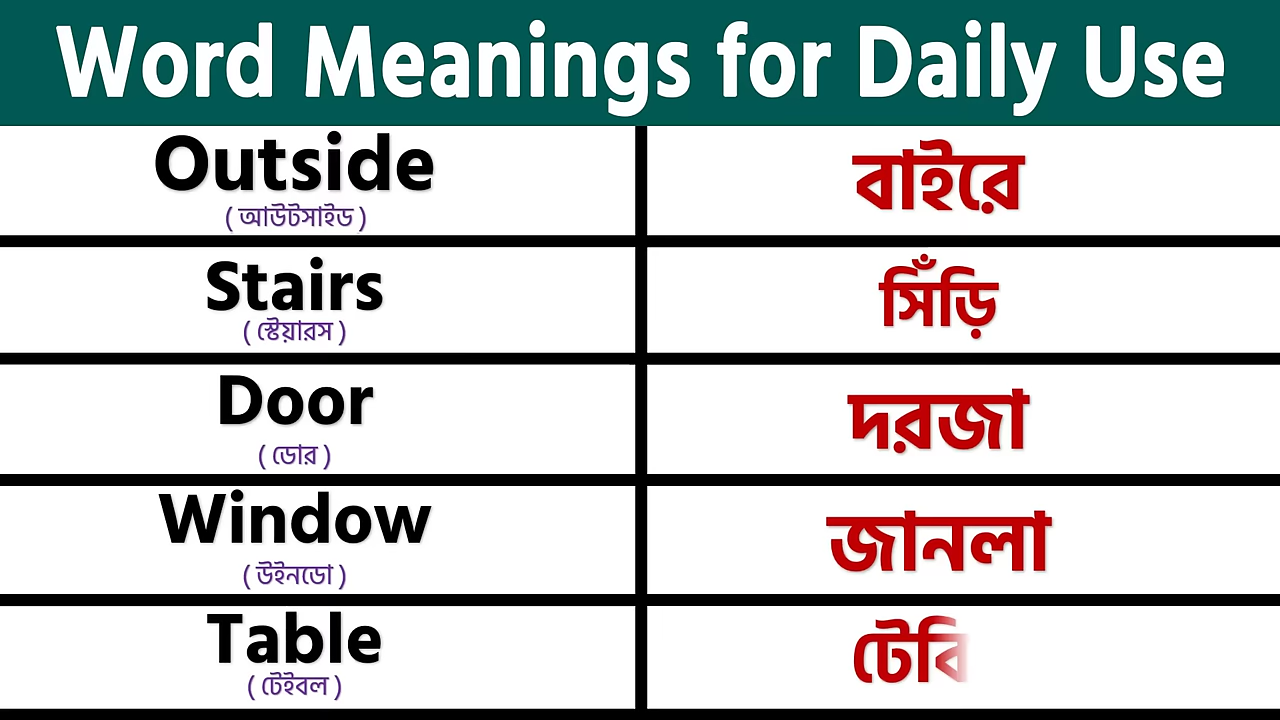 Word Meanings for Daily Use
Outside
( আউটসাইড )
বাইরে
Stairs
( স্টেয়ারস )
সিঁড়ি
Door
( ডোর )
দরজা
Window
( উইনডো )
জানলা
Table
( টেইবল )